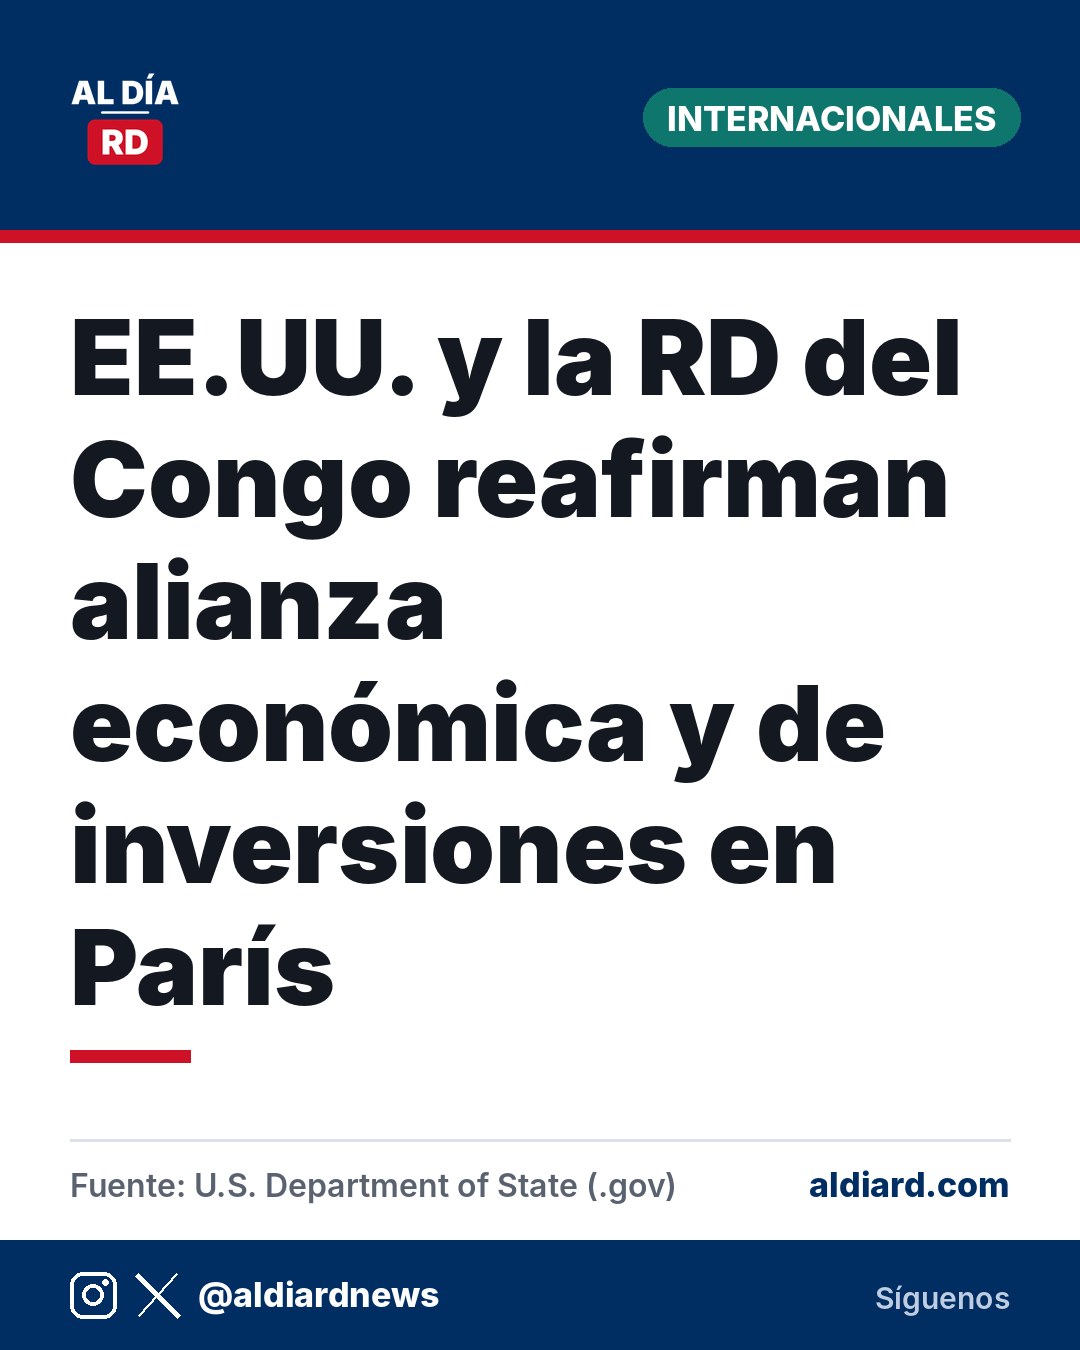 AL DÍA
RD
INTERNACIONALES
EE.UU. y la RD del
Congo reafirman
alianza
económica y de
inversiones en
París
Fuente: U.S. Department of State (.gov)
aldiard.com
@aldiardnews
Síguenos